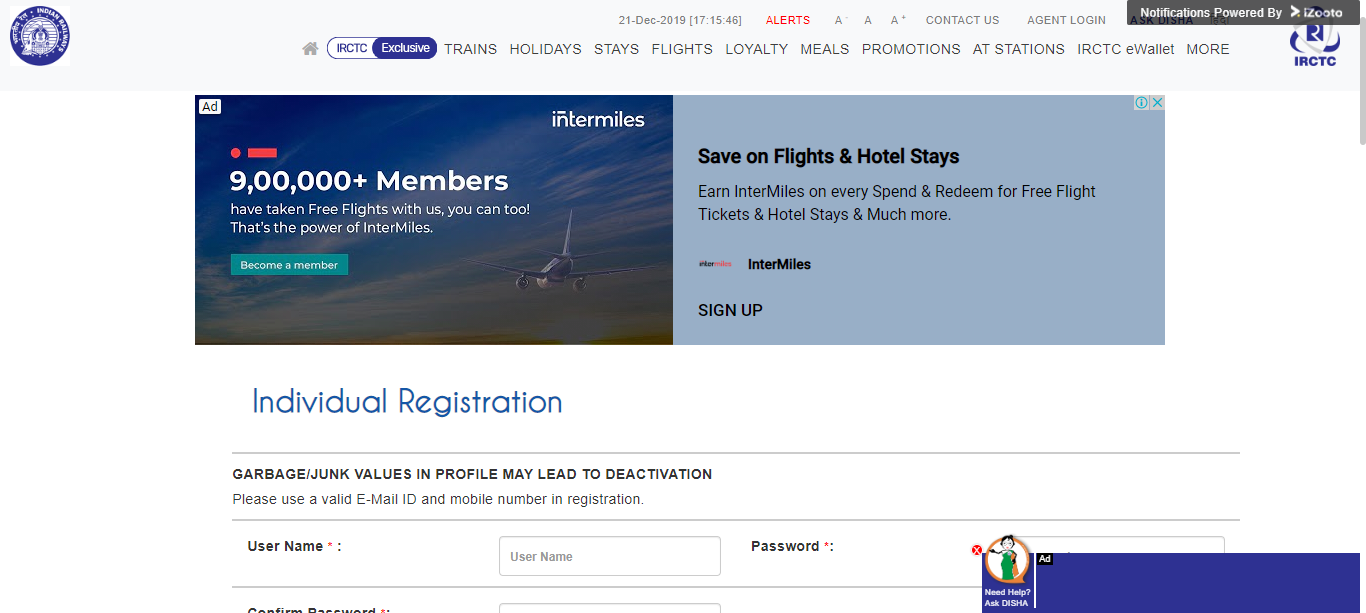 21-Dec-2019 [17:15:46] ALERTS A - A A + CONTACT US AGENT LOGIN ASK DISHA
Notifications Powered By iZooto
IRCTC Exclusive TRAINS HOLIDAYS STAYS FLIGHTS LOYALTY MEALS PROMOTIONS AT STATIONS IRCTC eWallet MORE
INDIAN RAILWAYS
IRCTC
Ad
intermiles
9,00,000+ Members
have taken Free Flights with us, you can too!
That's the power of InterMiles.
Become a member
Save on Flights & Hotel Stays
Earn InterMiles on every Spend & Redeem for Free Flight
Tickets & Hotel Stays & Much more.
intermiles InterMiles
SIGN UP
Individual Registration
GARBAGE/JUNK VALUES IN PROFILE MAY LEAD TO DEACTIVATION
Please use a valid E-Mail ID and mobile number in registration.
User Name * : User Name Password *:
Confirm Password *:
Ad
Need Help?
Ask DISHA